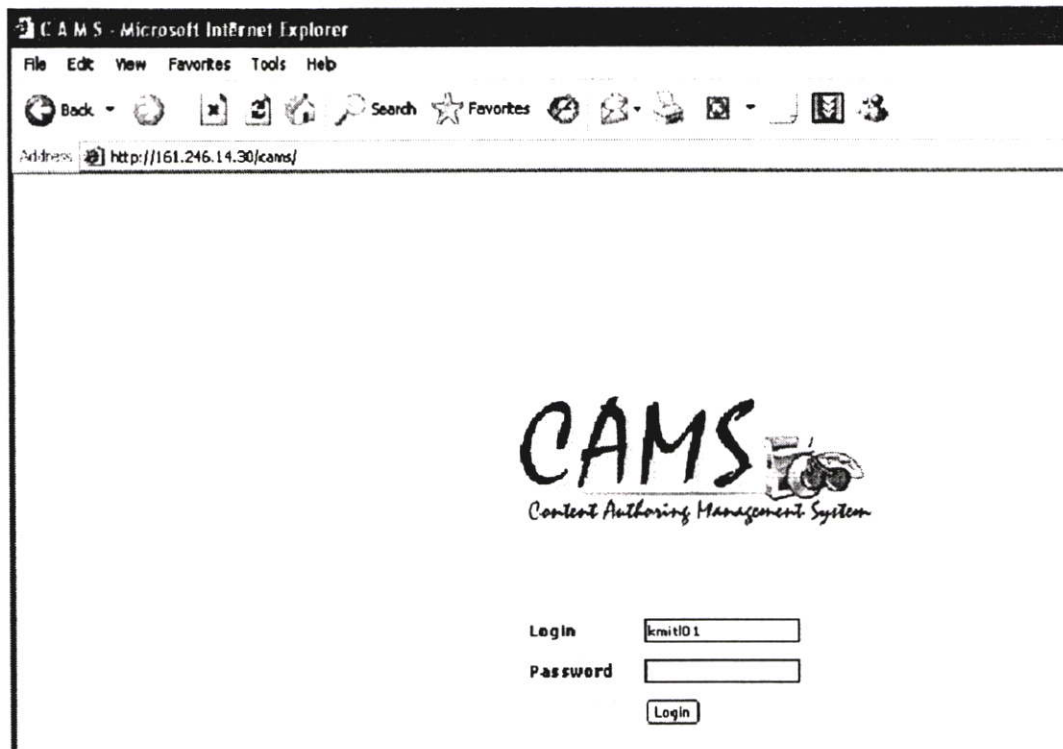 C A M S - Microsoft Internet Explorer
File Edit View Favorites Tools Help
Back Search Favorites
Address http://161.246.14.30/cams/
CAMS
Content Authoring Management System
Login kmitl01
Password
Login